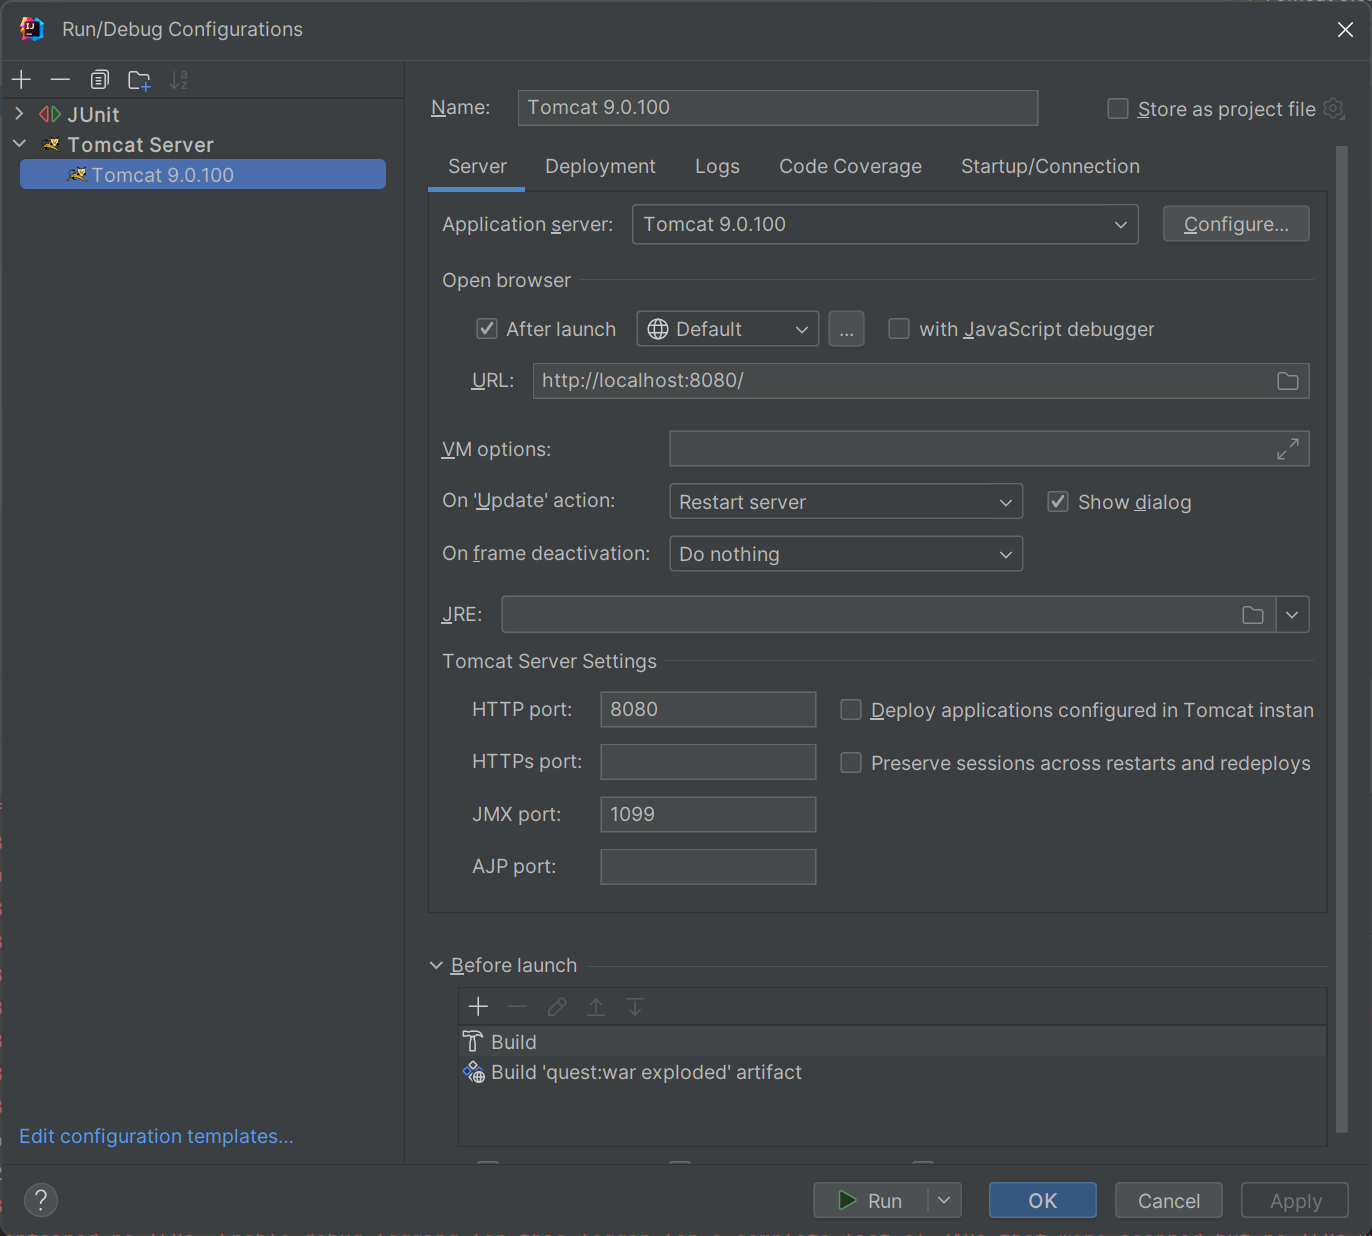 Run/Debug Configurations
JUnit
Tomcat Server
Tomcat 9.0.100
Edit configuration templates...
Name: Tomcat 9.0.100 Store as project file
Server Deployment Logs Code Coverage Startup/Connection
Application server: Tomcat 9.0.100 Configure...
Open browser
After launch Default ... with JavaScript debugger
URL: http://localhost:8080/
VM options:
On 'Update' action: Restart server Show dialog
On frame deactivation: Do nothing
JRE:
Tomcat Server Settings
HTTP port: 8080 Deploy applications configured in Tomcat instan
HTTPs port: Preserve sessions across restarts and redeploys
JMX port: 1099
AJP port:
Before launch
Build
Build 'quest:war exploded' artifact
? Run OK Cancel Apply